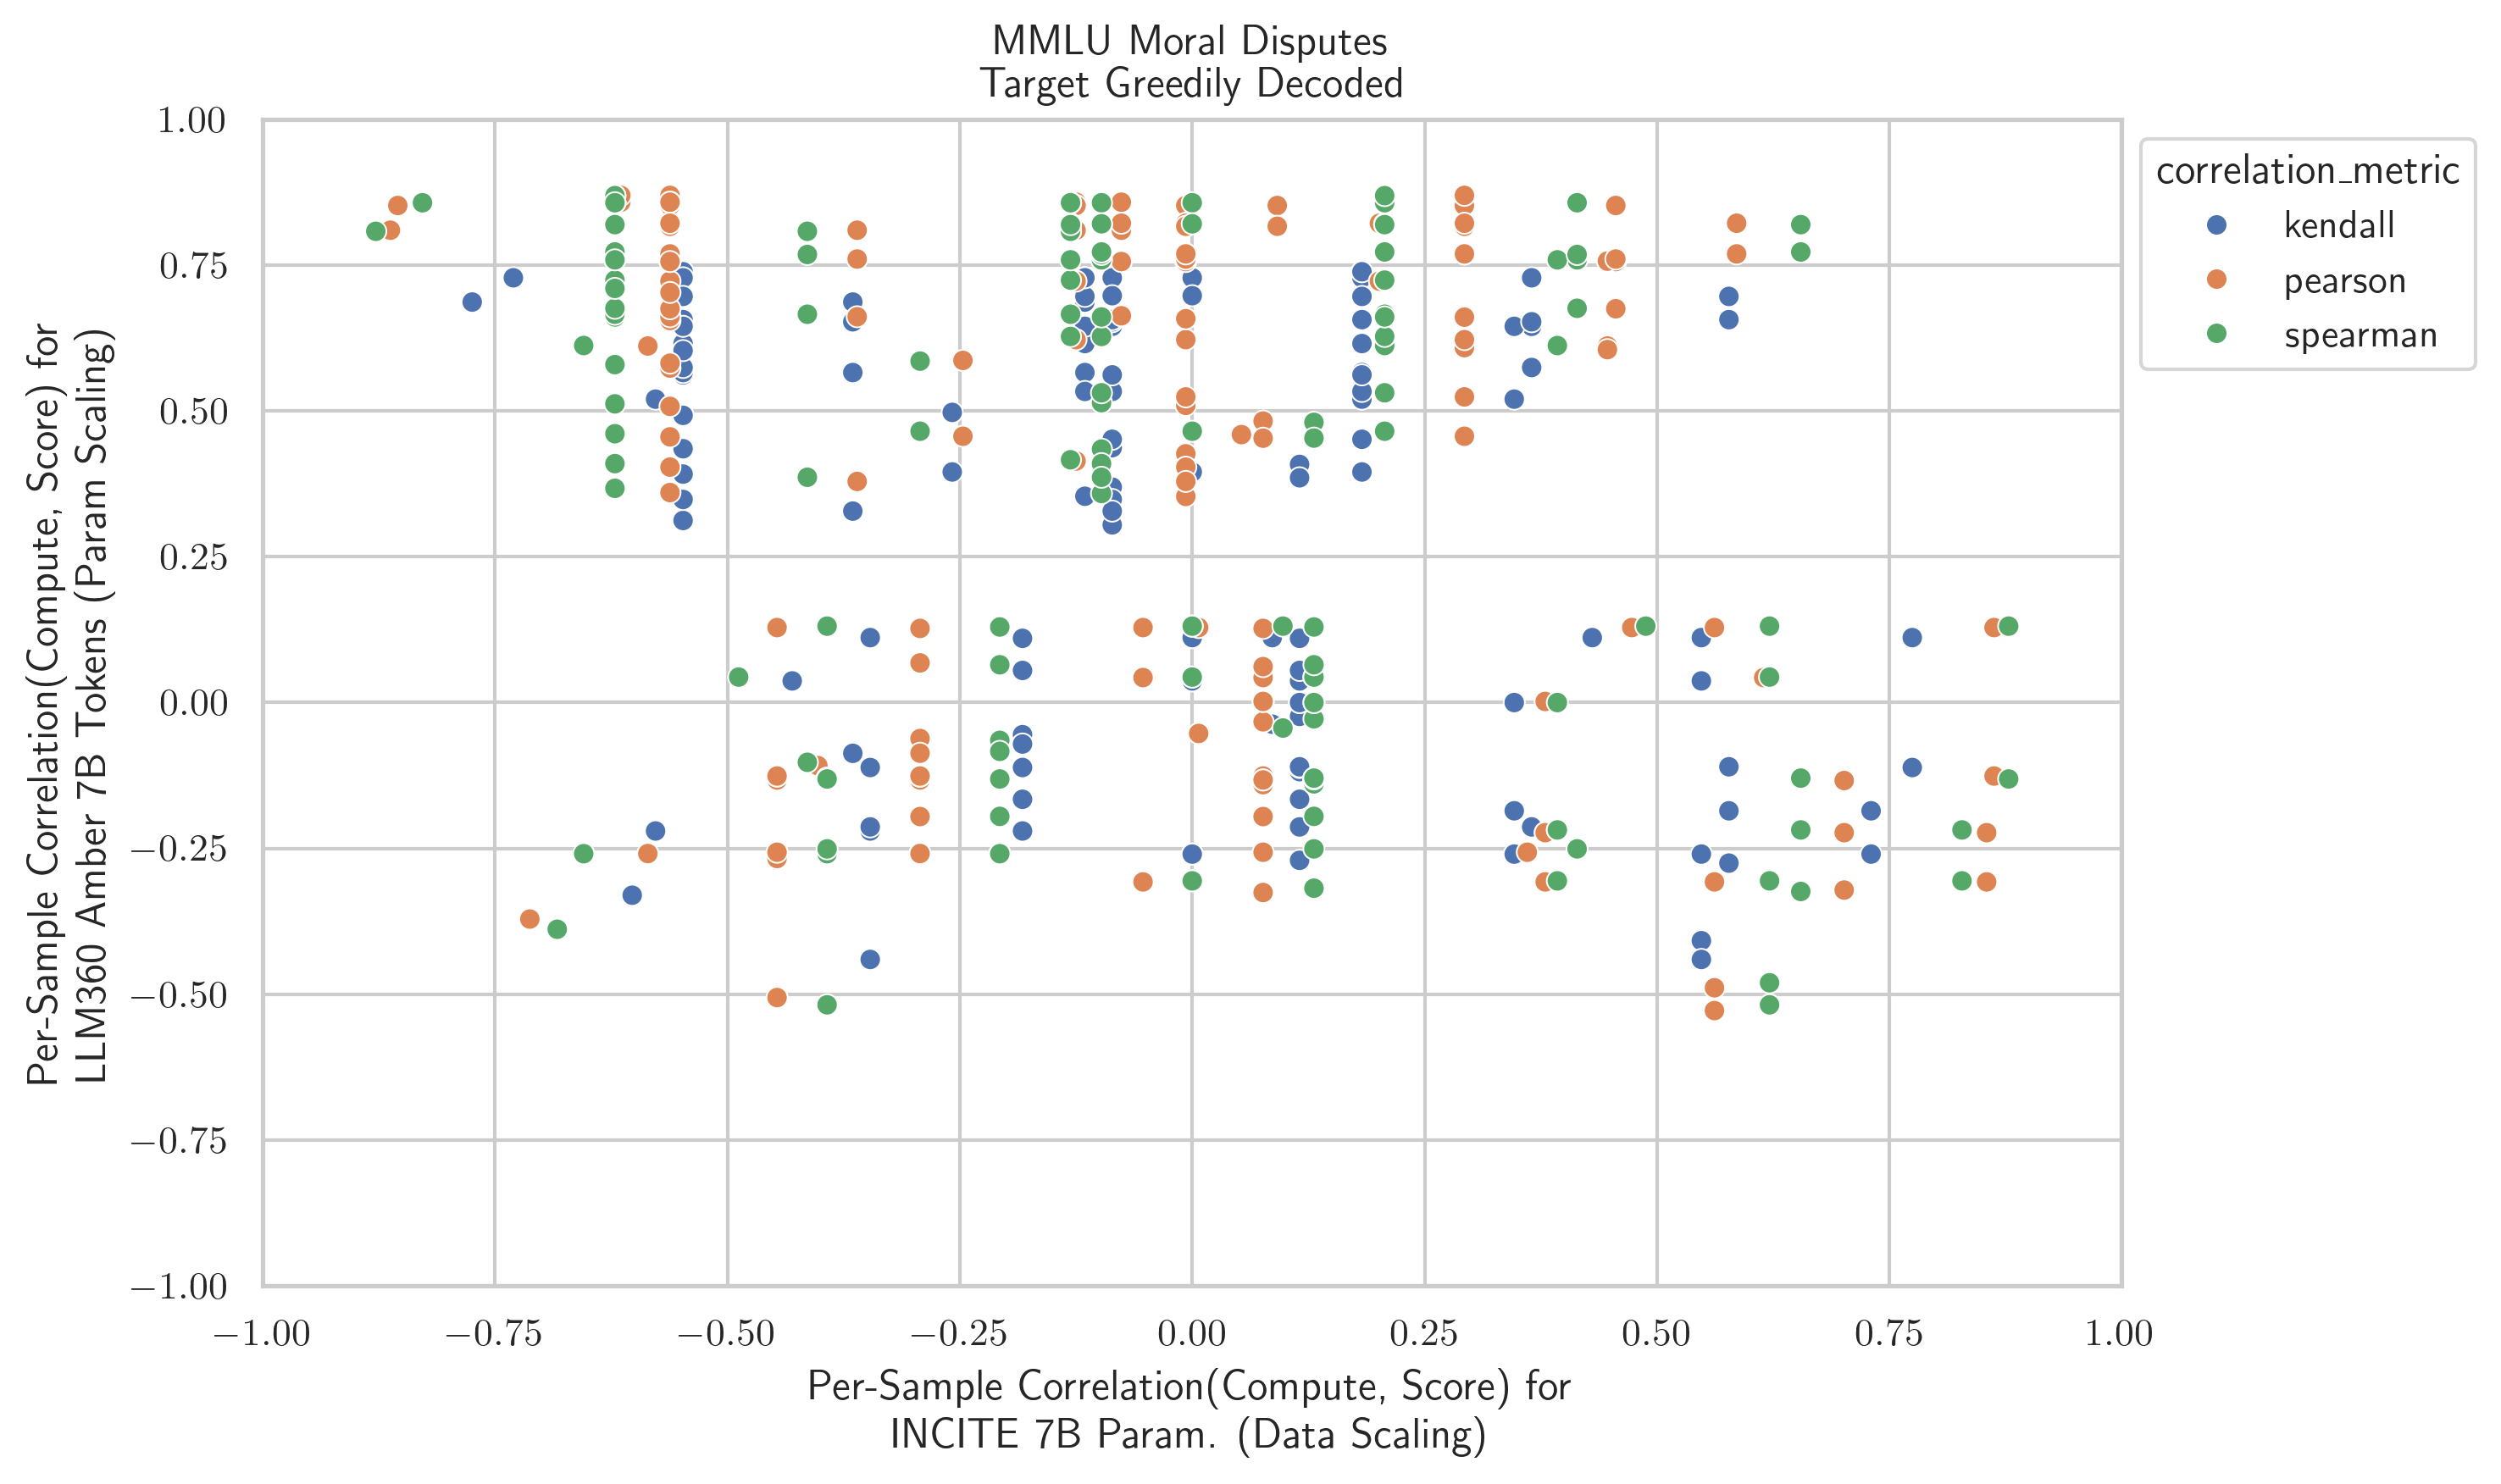 MMLU Moral Disputes
Target Greedily Decoded
1.00
0.75
0.50
0.25
0.00
−0.25
−0.50
−0.75
−1.00
Per-Sample Correlation(Compute, Score) for
LLM360 Amber 7B Tokens (Param Scaling)
correlation_metric
kendall
pearson
spearman
−1.00 −0.75 −0.50 −0.25 0.00 0.25 0.50 0.75 1.00
Per-Sample Correlation(Compute, Score) for
INCITE 7B Param. (Data Scaling)